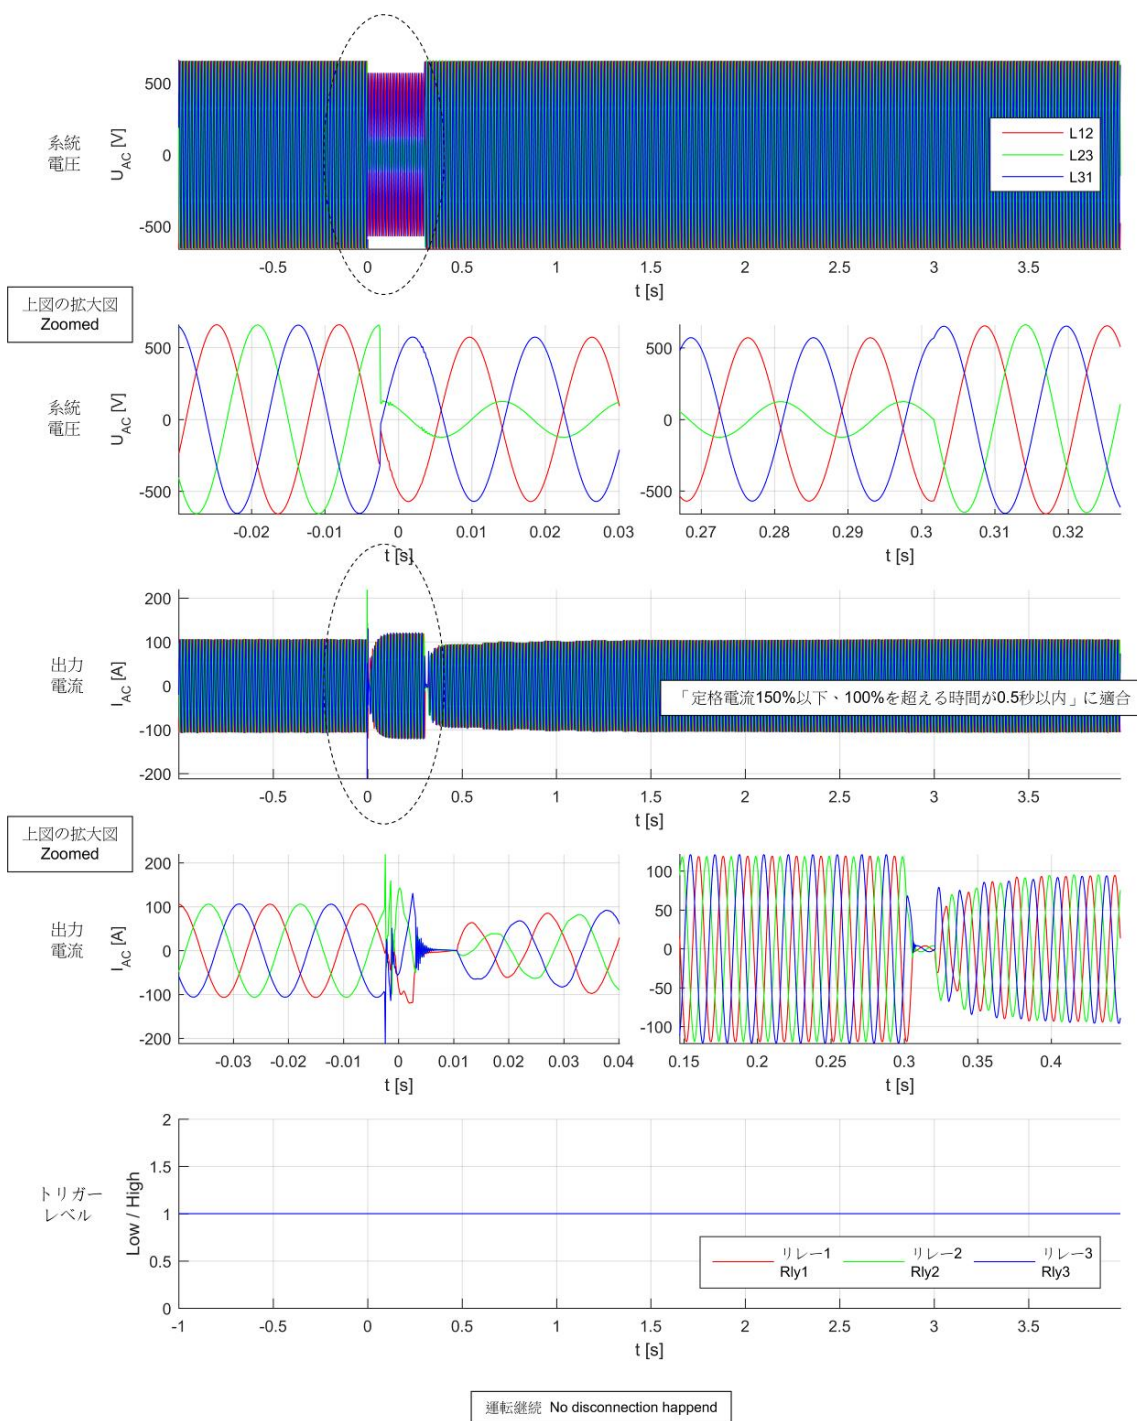 系統
電圧
U_AC [V]
500
0
-500
L12
L23
L31
-0.5 0 0.5 1 1.5 2 2.5 3 3.5
t [s]
上図の拡大図
Zoomed
系統
電圧
U_AC [V]
500
0
-500
-0.02 -0.01 0 0.01 0.02 0.03
t [s]
0.27 0.28 0.29 0.3 0.31 0.32
500
0
-500
t [s]
出力
電流
I_AC [A]
200
100
0
-100
-200
「定格電流150%以下、100%を超える時間が0.5秒以内」に適合
-0.5 0 0.5 1 1.5 2 2.5 3 3.5
t [s]
上図の拡大図
Zoomed
出力
電流
I_AC [A]
200
100
0
-100
-200
-0.03 -0.02 -0.01 0 0.01 0.02 0.03 0.04
t [s]
100
50
0
-50
-100
0.15 0.2 0.25 0.3 0.35 0.4
t [s]
トリガー
レベル
Low / High
2
1.5
1
0.5
0
リレー1 リレー2 リレー3
Rly1 Rly2 Rly3
-1 -0.5 0 0.5 1 1.5 2 2.5 3 3.5
t [s]
運転継続 No disconnection happend